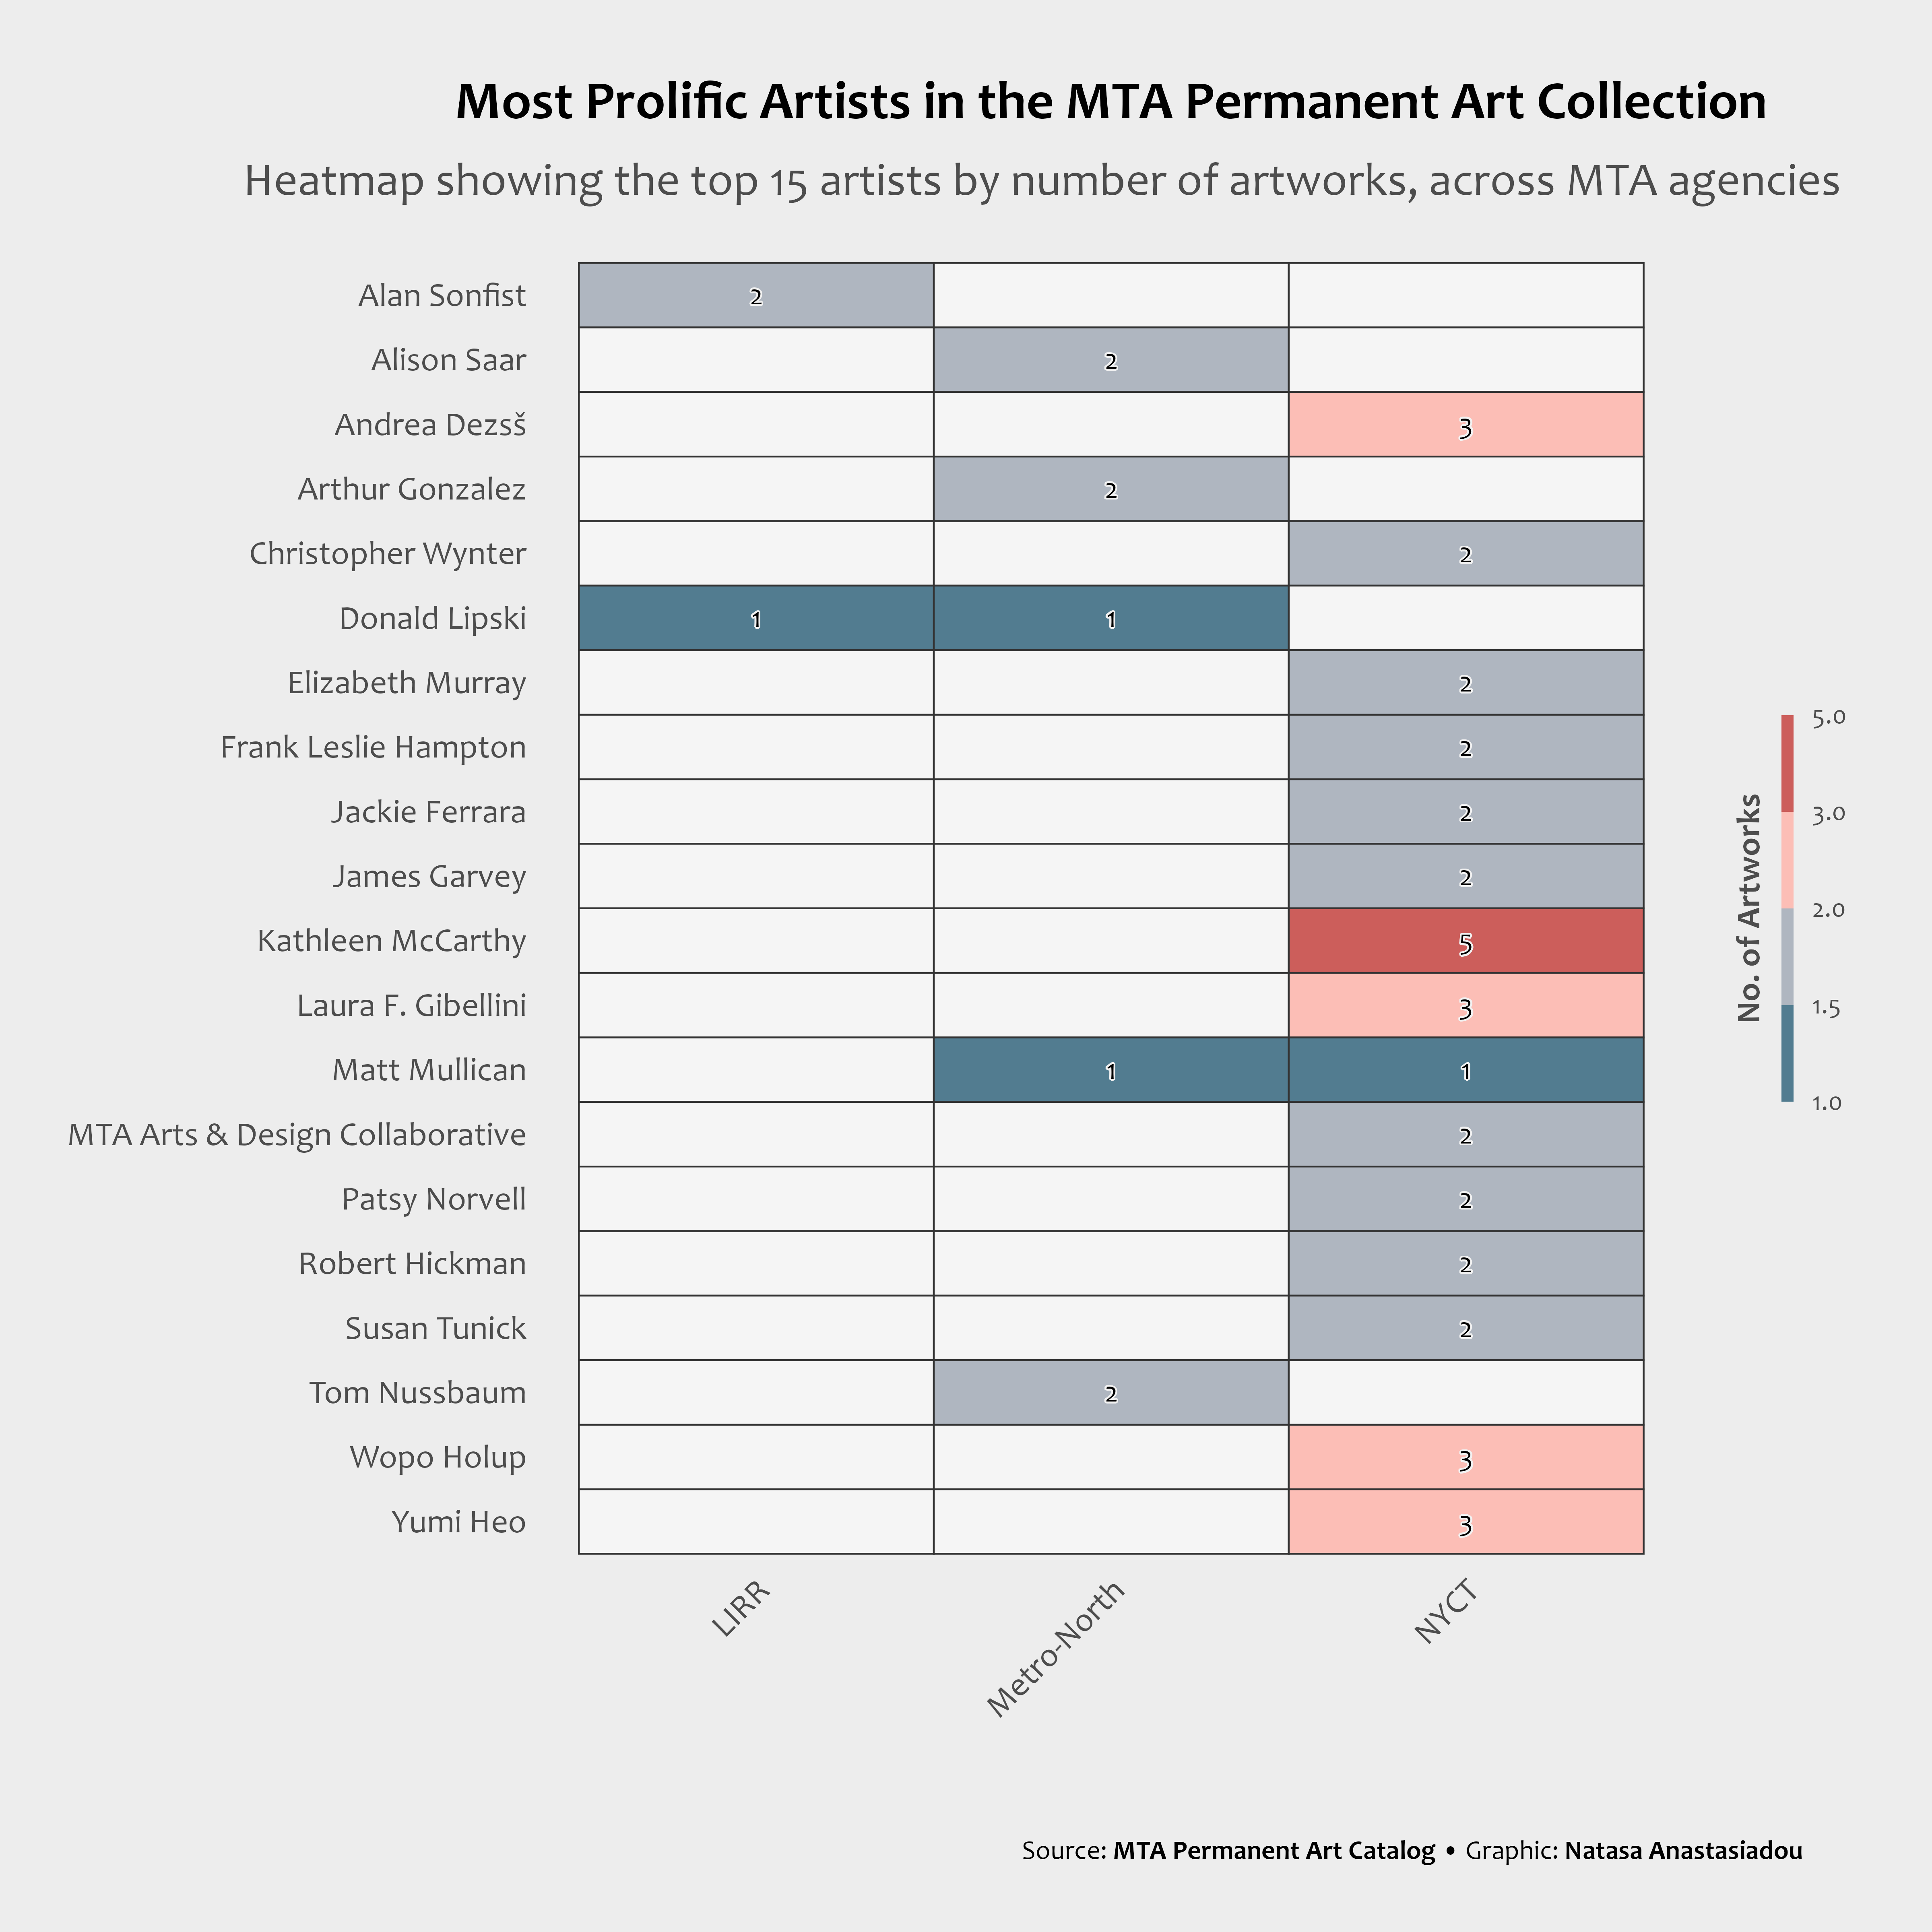 Most Prolific Artists in the MTA Permanent Art Collection
Heatmap showing the top 15 artists by number of artworks, across MTA agencies
Alan Sonfist 2
Alison Saar 2
Andrea Dezsš 3
Arthur Gonzalez 2
Christopher Wynter 2
Donald Lipski 1 1
Elizabeth Murray 2
Frank Leslie Hampton 2
Jackie Ferrara 2
James Garvey 2
Kathleen McCarthy 5
Laura F. Gibellini 3
Matt Mullican 1 1
MTA Arts & Design Collaborative 2
Patsy Norvell 2
Robert Hickman 2
Susan Tunick 2
Tom Nussbaum 2
Wopo Holup 3
Yumi Heo 3
LIRR
Metro-North
NYCT
No. of Artworks
5.0
3.0
2.0
1.5
1.0
Source: MTA Permanent Art Catalog • Graphic: Natasa Anastasiadou